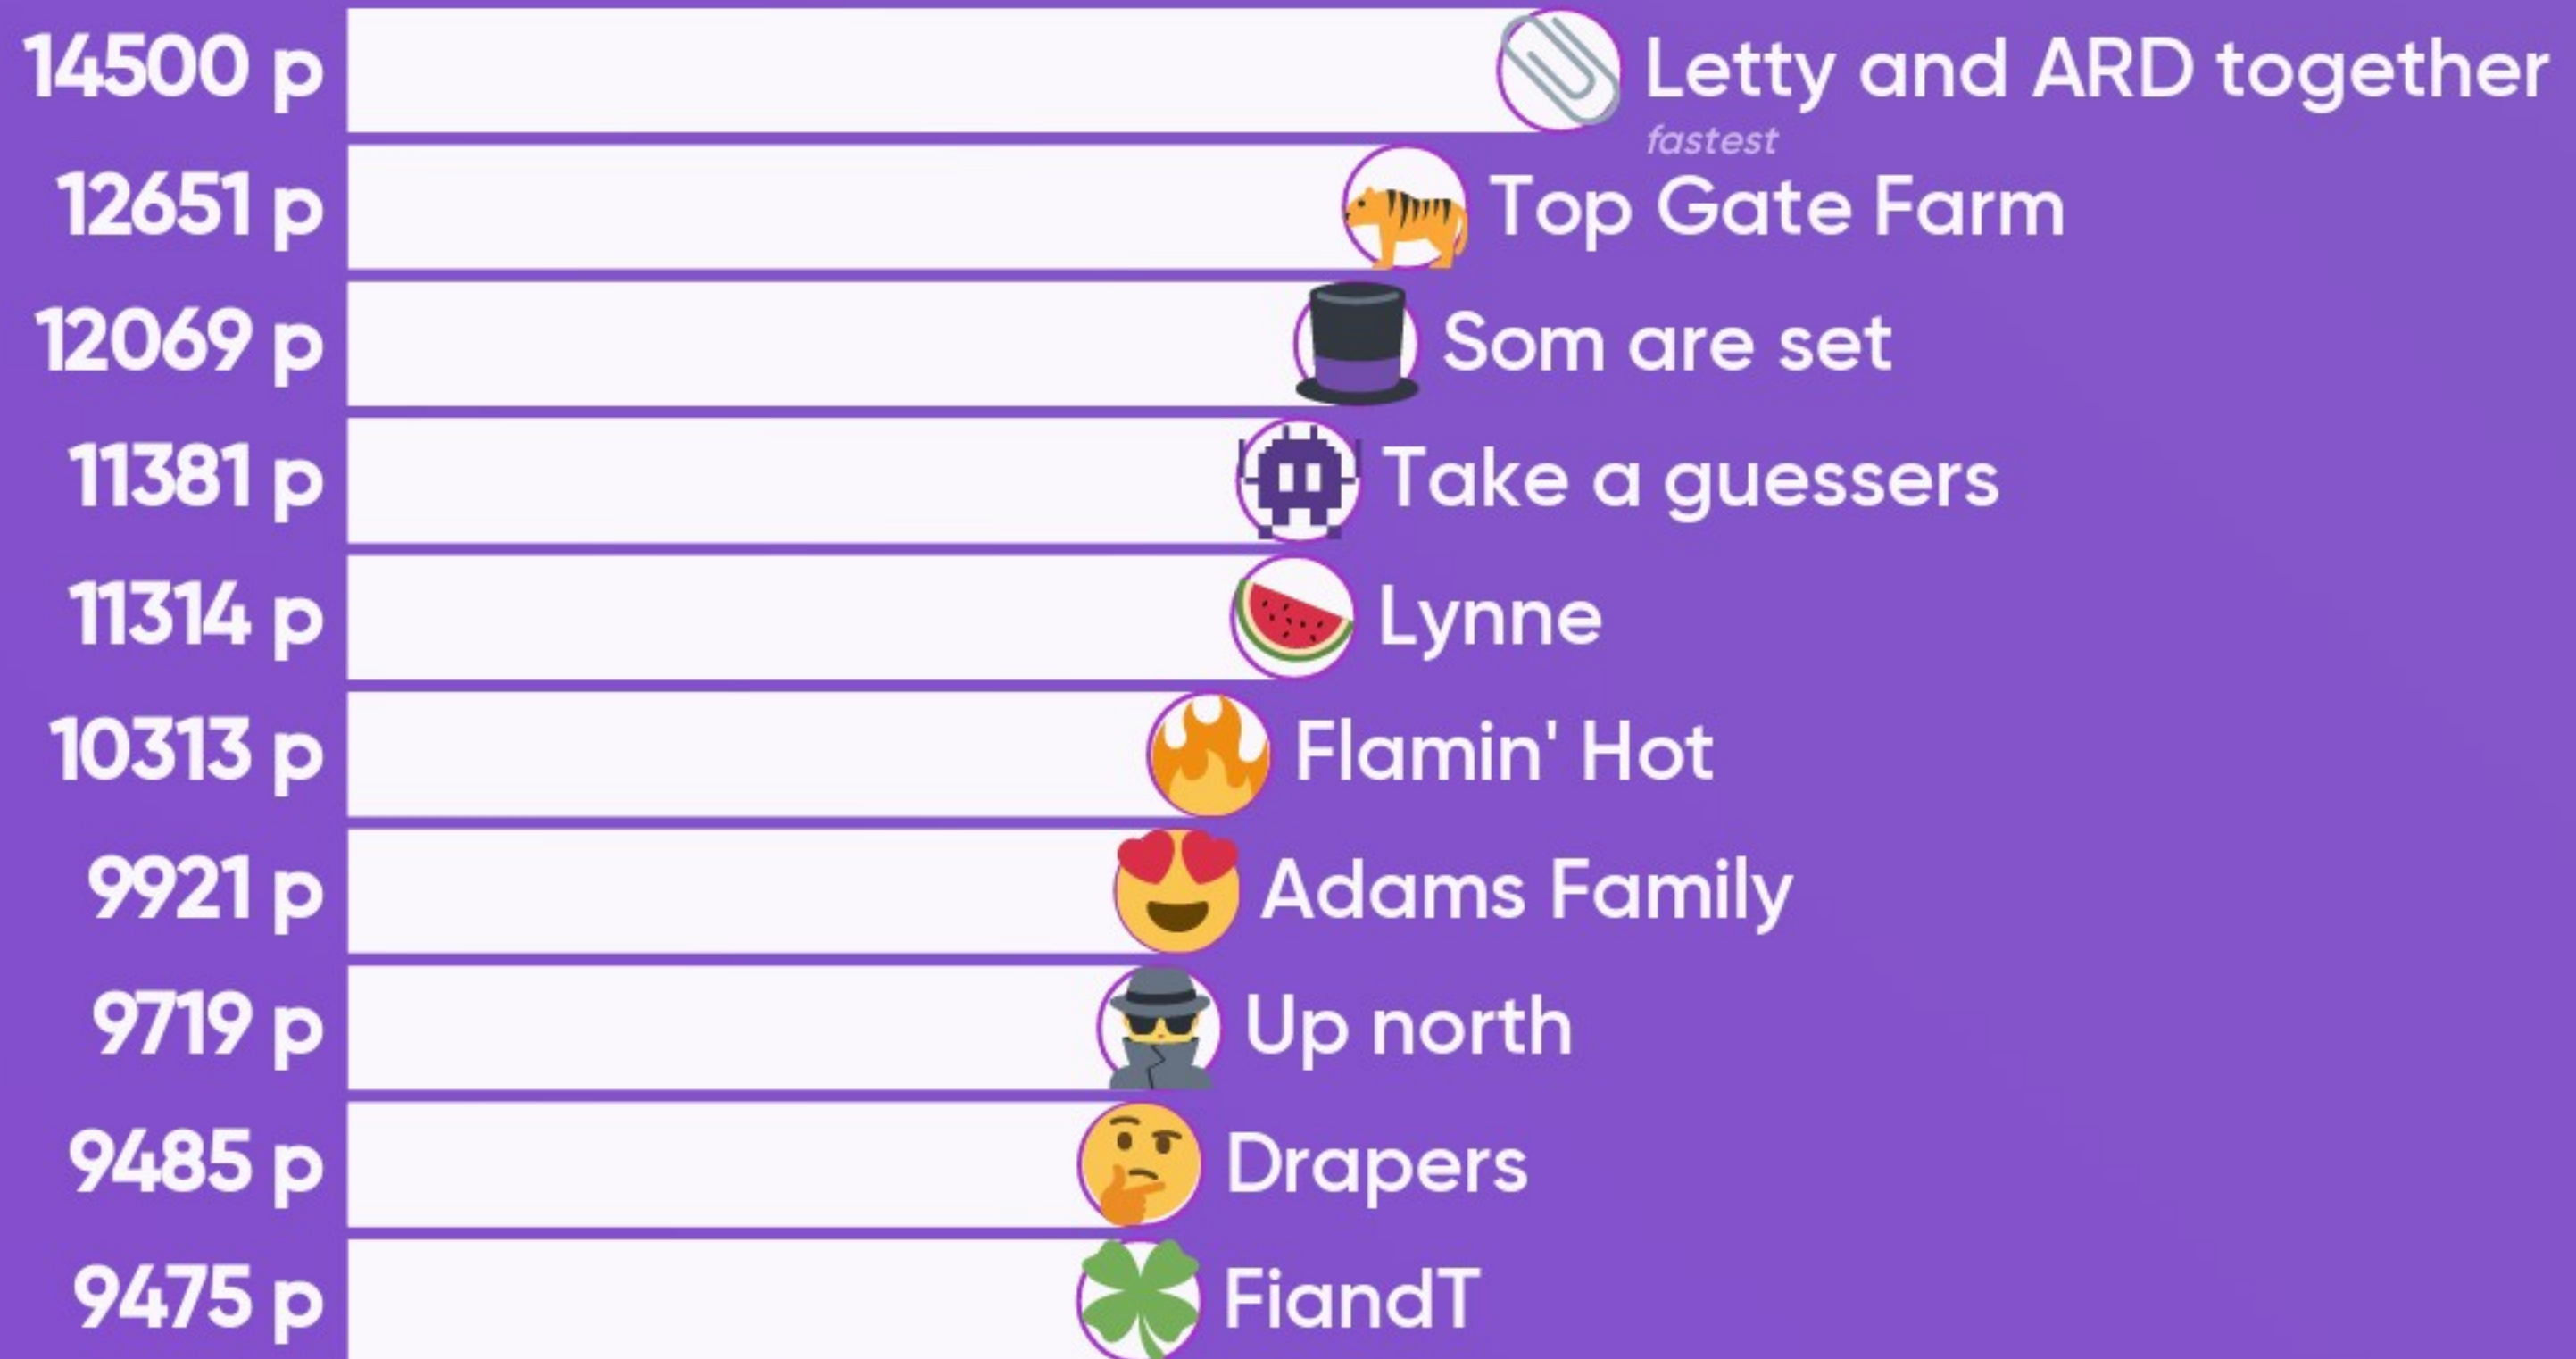 14500 p Letty and ARD together
fastest
12651 p Top Gate Farm
12069 p Som are set
11381 p Take a guessers
11314 p Lynne
10313 p Flamin' Hot
9921 p Adams Family
9719 p Up north
9485 p Drapers
9475 p FiandT